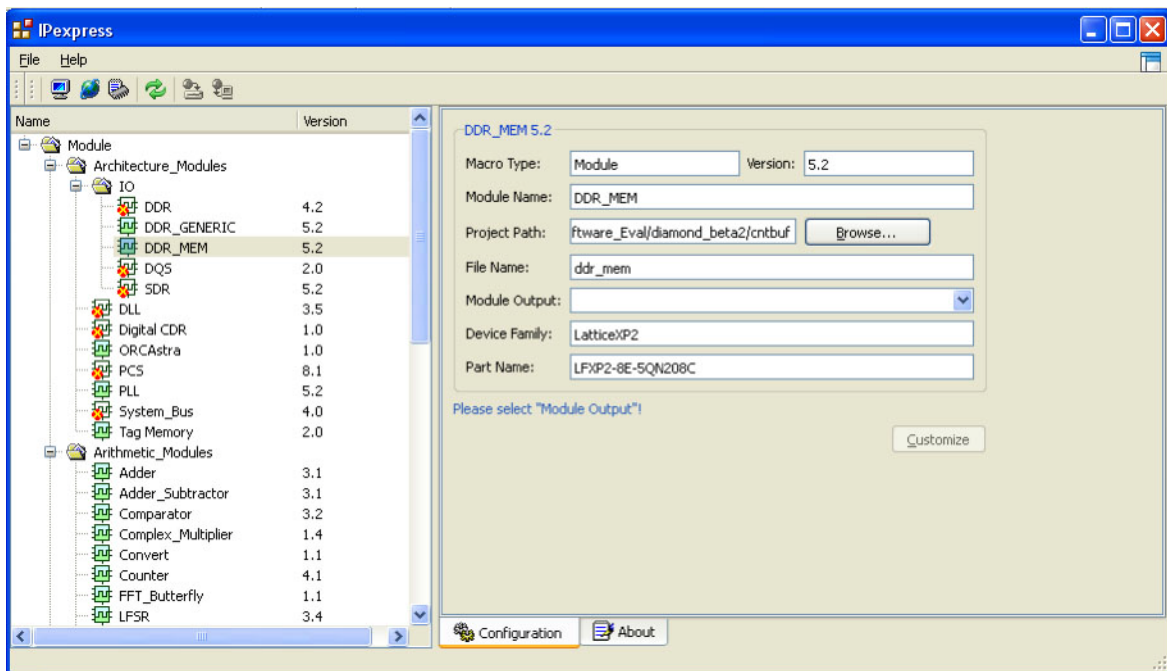 IPexpress
File Help
Name Version
Module
Architecture_Modules
IO
DDR 4.2
DDR_GENERIC 5.2
DDR_MEM 5.2
DQS 2.0
SDR 5.2
DLL 3.5
Digital CDR 1.0
ORCAstra 1.0
PCS 8.1
PLL 5.2
System_Bus 4.0
Tag Memory 2.0
Arithmetic_Modules
Adder 3.1
Adder_Subtractor 3.1
Comparator 3.2
Complex_Multiplier 1.4
Convert 1.1
Counter 4.1
FFT_Butterfly 1.1
LFSR 3.4
DDR_MEM 5.2
Macro Type: Module Version: 5.2
Module Name: DDR_MEM
Project Path: ftware_Eval/diamond_beta2/cntbuf Browse...
File Name: ddr_mem
Module Output:
Device Family: LatticeXP2
Part Name: LFXP2-8E-5QN208C
Please select "Module Output"!
Customize
Configuration About